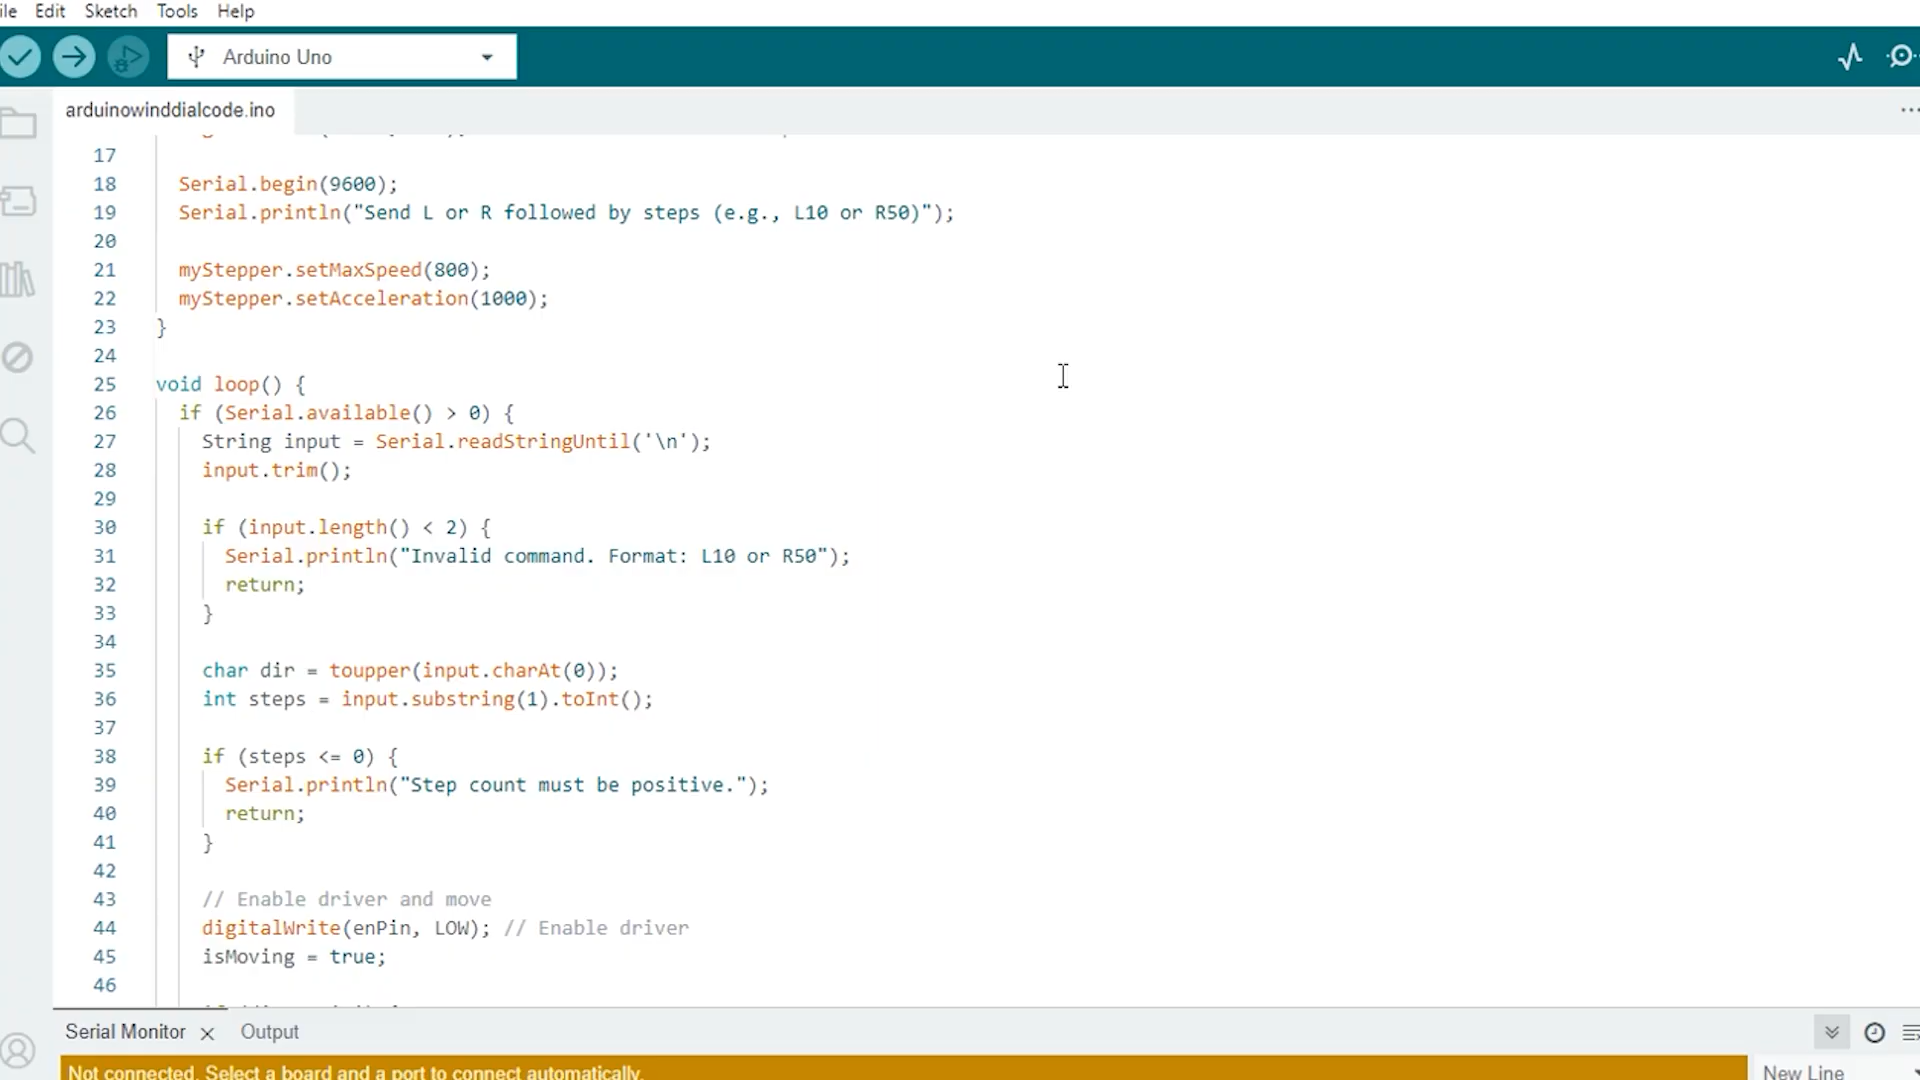 ile Edit Sketch Tools Help
Arduino Uno
arduinowinddialcode.ino
17
18 Serial.begin(9600);
19 Serial.println("Send L or R followed by steps (e.g., L10 or R50)");
20
21 myStepper.setMaxSpeed(800);
22 myStepper.setAcceleration(1000);
23 }
24
25 void loop() {
26 if (Serial.available() > 0) {
27 String input = Serial.readStringUntil('\n');
28 input.trim();
29
30 if (input.length() < 2) {
31 Serial.println("Invalid command. Format: L10 or R50");
32 return;
33 }
34
35 char dir = toupper(input.charAt(0));
36 int steps = input.substring(1).toInt();
37
38 if (steps <= 0) {
39 Serial.println("Step count must be positive.");
40 return;
41 }
42
43 // Enable driver and move
44 digitalWrite(enPin, LOW); // Enable driver
45 isMoving = true;
46
Serial Monitor Output
Not connected. Select a board and a port to connect automatically.
New Line